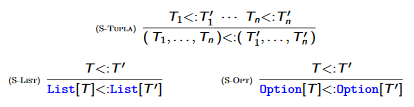 T₁<:T′₁ ⋯ Tₙ<:T′ₙ
(S-Tupla)
( T₁, . . . , Tₙ )<:( T′₁, . . . , T′ₙ )
T<:T′ T<:T′
(S-List) (S-Opt)
List[T]<:List[T′] Option[T]<:Option[T′]